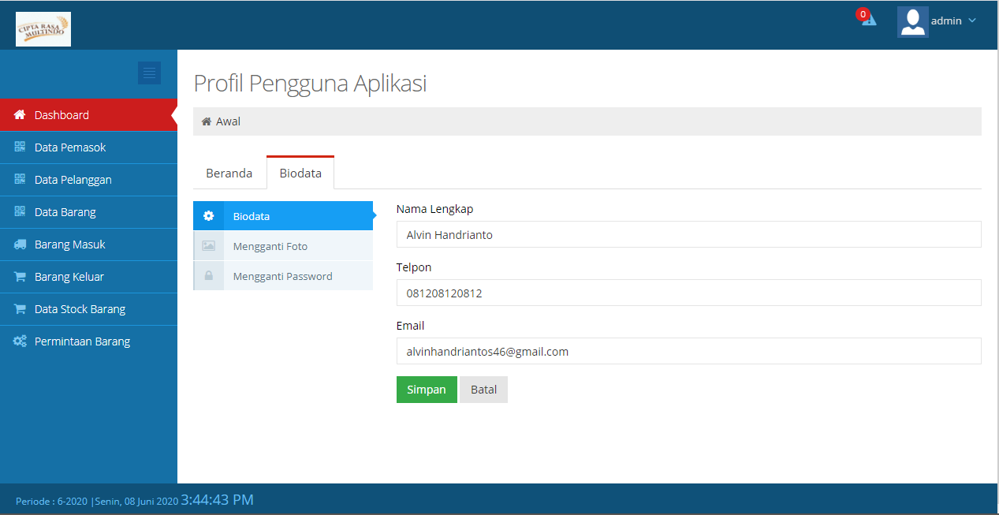 CIPTA RASA
MULTINDO
0
admin
Profil Pengguna Aplikasi
Dashboard
Awal
Data Pemasok
Data Pelanggan
Data Barang
Barang Masuk
Barang Keluar
Data Stock Barang
Permintaan Barang
Beranda
Biodata
Biodata
Mengganti Foto
Mengganti Password
Nama Lengkap
Alvin Handrianto
Telpon
081208120812
Email
alvinhandriantos46@gmail.com
Simpan
Batal
Periode : 6-2020 |Senin, 08 Juni 2020 3:44:43 PM